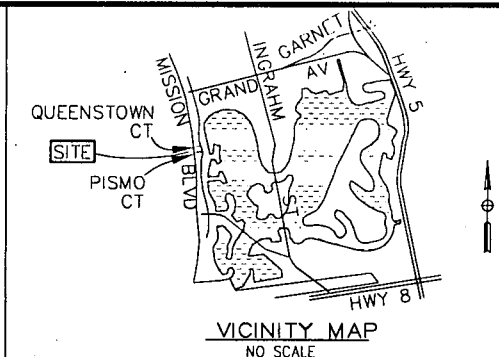 GARNET
HWY 5
INGRAHM
ST
MISSION
BLVD
GRAND AV
QUEENSTOWN
CT
SITE
PISMO
CT
HWY 8
VICINITY MAP
NO SCALE